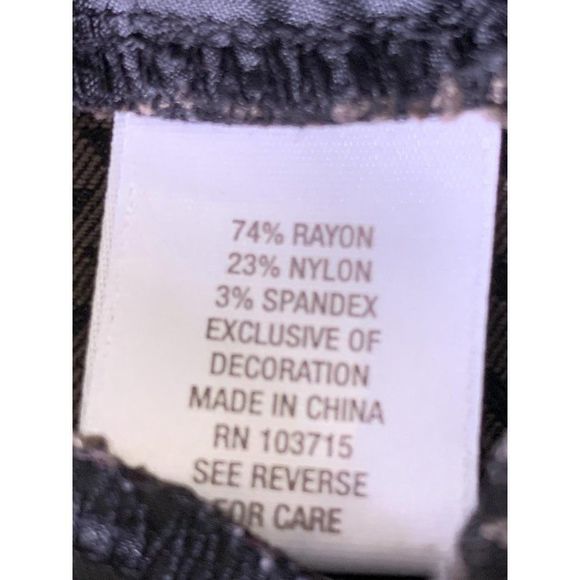 74% RAYON
23% NYLON
3% SPANDEX
EXCLUSIVE OF
DECORATION
MADE IN CHINA
RN 103715
SEE REVERSE
FOR CARE